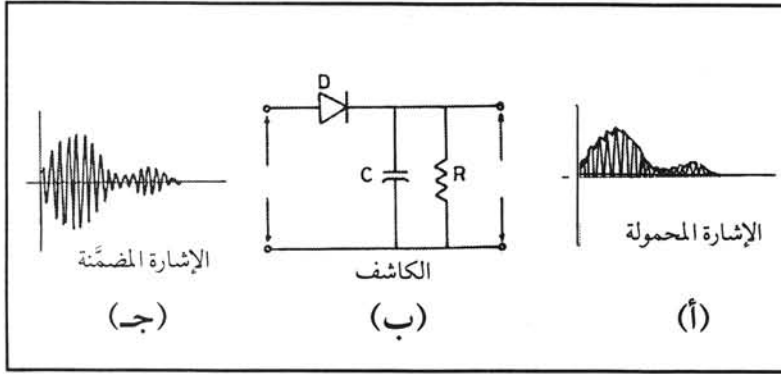 D
C
R
الإشارة المحمولة
الكاشف
الإشارة المضمَّنة
(أ)
(ب)
(جـ)